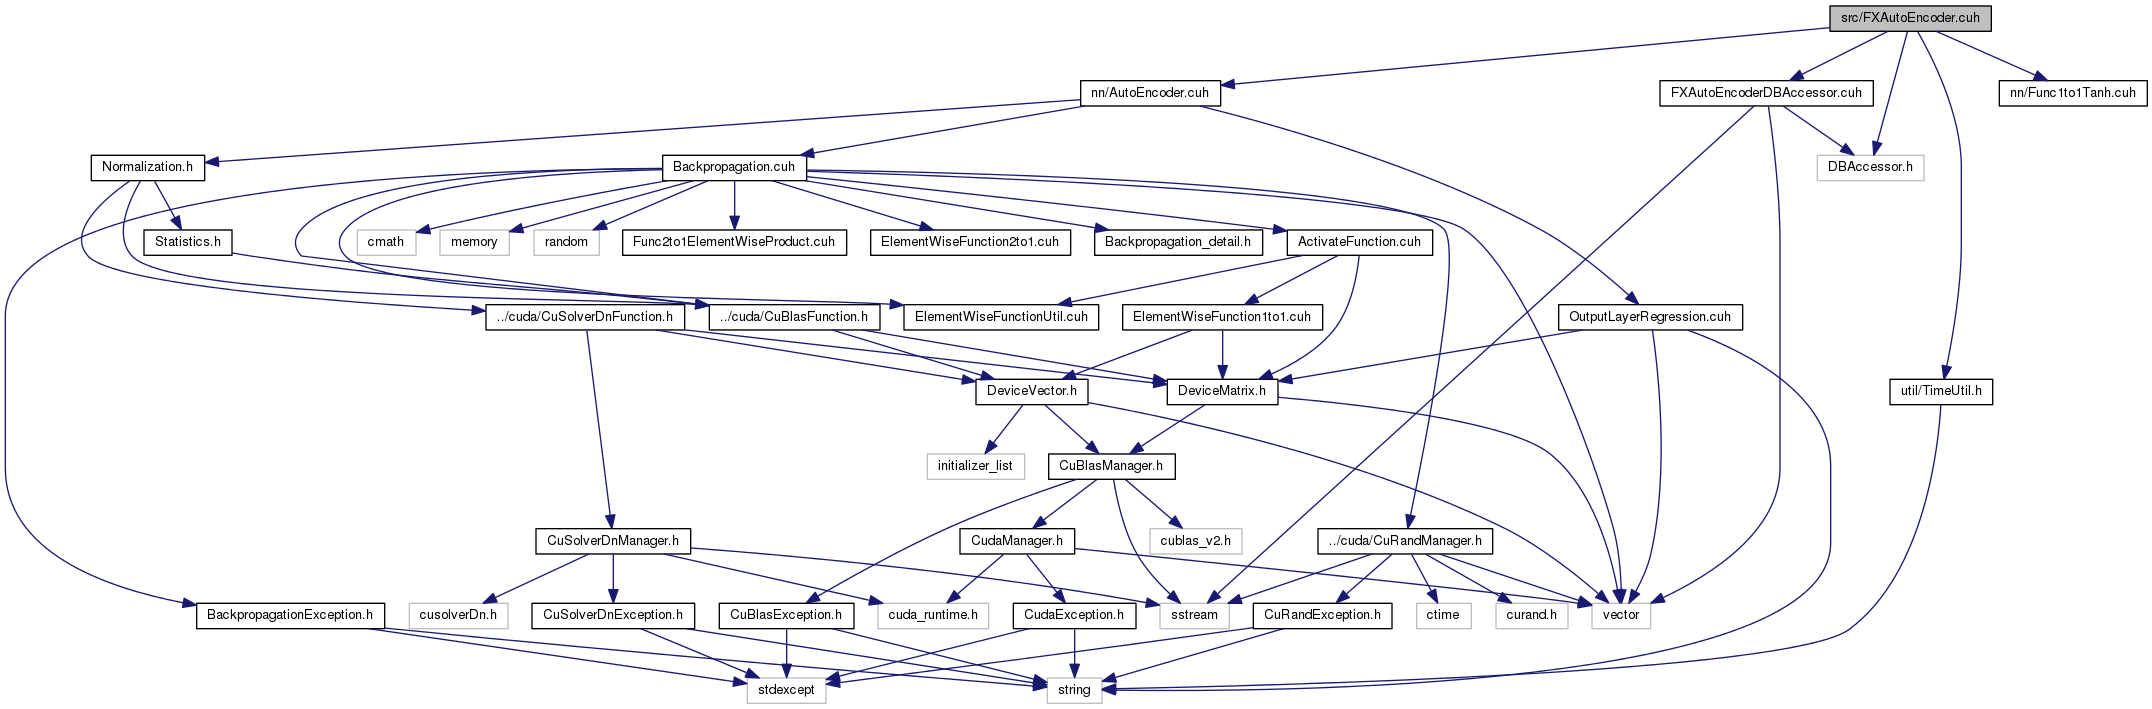 src/FXAutoEncoder.cuh
nn/AutoEncoder.cuh
FXAutoEncoderDBAccessor.cuh
nn/Func1to1Tanh.cuh
Normalization.h
Backpropagation.cuh
DBAccessor.h
Statistics.h
cmath
memory
random
Func2to1ElementWiseProduct.cuh
ElementWiseFunction2to1.cuh
Backpropagation_detail.h
ActivateFunction.cuh
../cuda/CuSolverDnFunction.h
../cuda/CuBlasFunction.h
ElementWiseFunctionUtil.cuh
ElementWiseFunction1to1.cuh
OutputLayerRegression.cuh
DeviceVector.h
DeviceMatrix.h
util/TimeUtil.h
initializer_list
CuBlasManager.h
CuSolverDnManager.h
CudaManager.h
cublas_v2.h
../cuda/CuRandManager.h
BackpropagationException.h
cusolverDn.h
CuSolverDnException.h
CuBlasException.h
cuda_runtime.h
CudaException.h
sstream
CuRandException.h
ctime
curand.h
vector
stdexcept
string